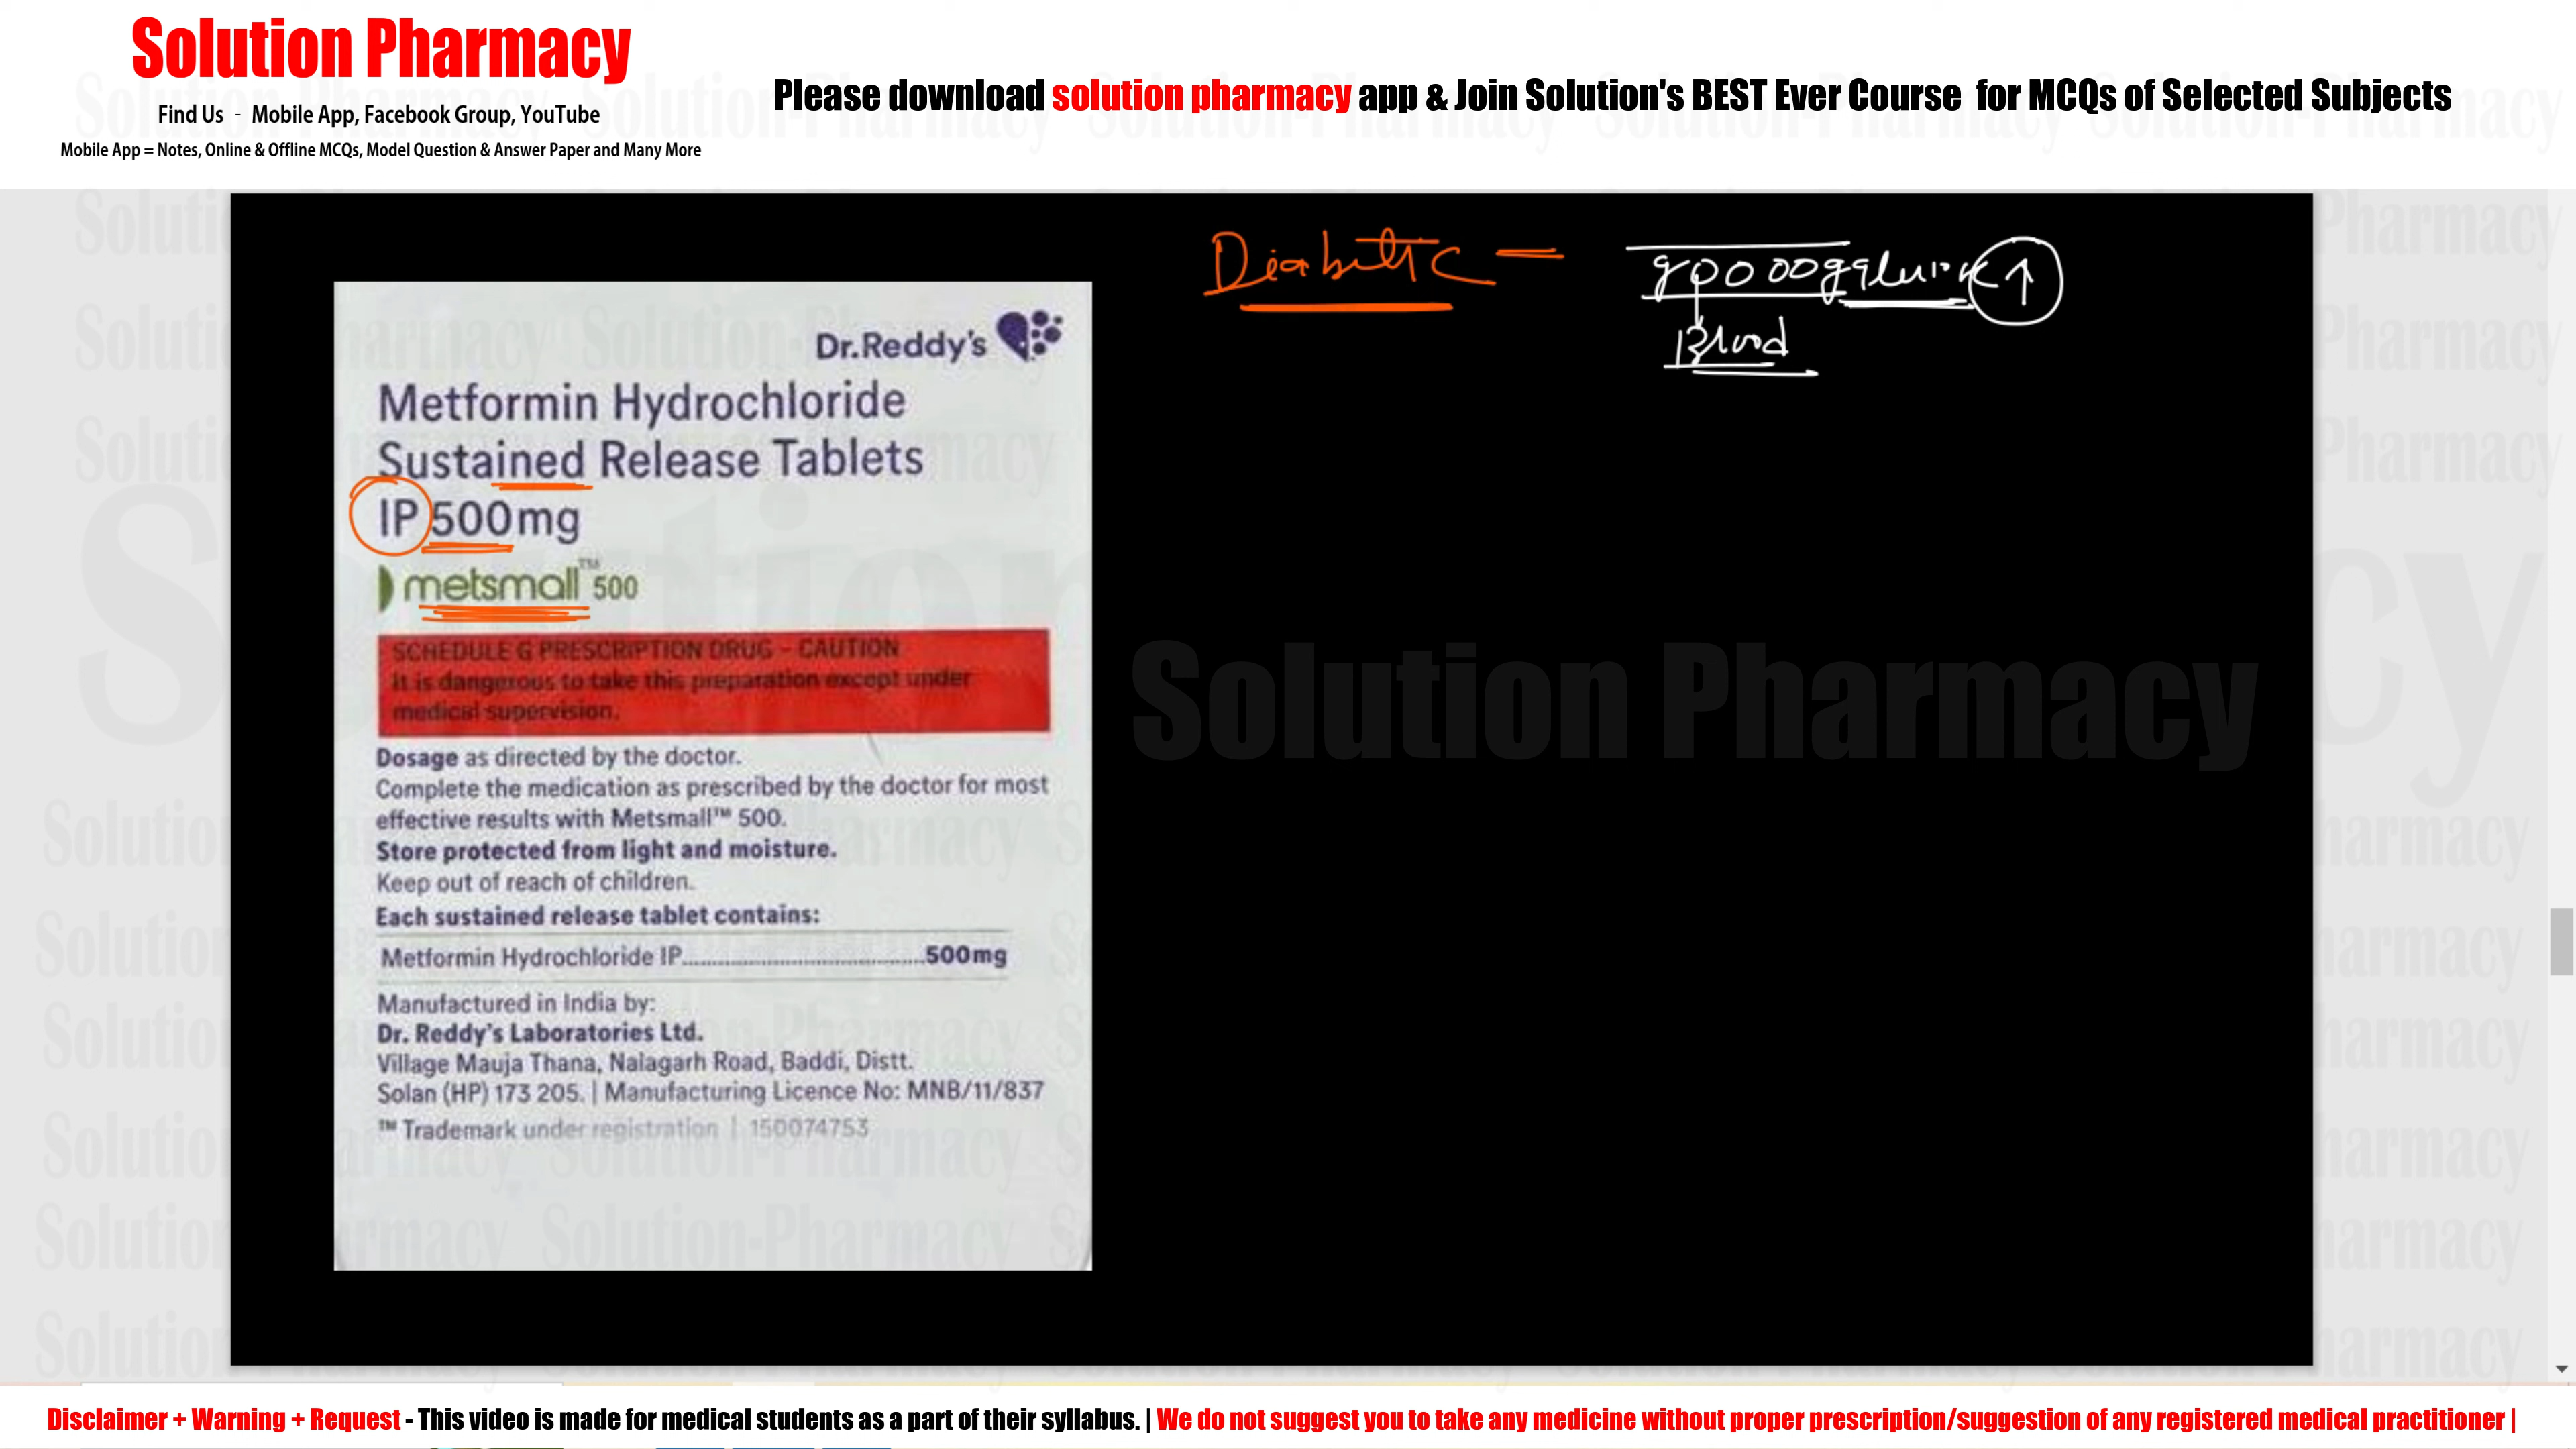 Solution Pharmacy
Find Us - Mobile App, Facebook Group, YouTube
Mobile App = Notes, Online & Offline MCQs, Model Question & Answer Paper and Many More
Please download solution pharmacy app & Join Solution's BEST Ever Course for MCQs of Selected Subjects
Dr.Reddy's
Metformin Hydrochloride
Sustained Release Tablets
IP 500mg
metsmall™ 500
SCHEDULE G PRESCRIPTION DRUG - CAUTION
It is dangerous to take this preparation except under
medical supervision.
Dosage as directed by the doctor.
Complete the medication as prescribed by the doctor for most
effective results with Metsmall™ 500.
Store protected from light and moisture.
Keep out of reach of children.
Each sustained release tablet contains:
Metformin Hydrochloride IP..........................................500mg
Manufactured in India by:
Dr. Reddy's Laboratories Ltd.
Village Mauja Thana, Nalagarh Road, Baddi, Distt.
Solan (HP) 173 205. | Manufacturing Licence No: MNB/11/837
™ Trademark under registration | 150074753
Diabetic =
↑
Blood
Solution Pharmacy
Disclaimer + Warning + Request - This video is made for medical students as a part of their syllabus. | We do not suggest you to take any medicine without proper prescription/suggestion of any registered medical practitioner |